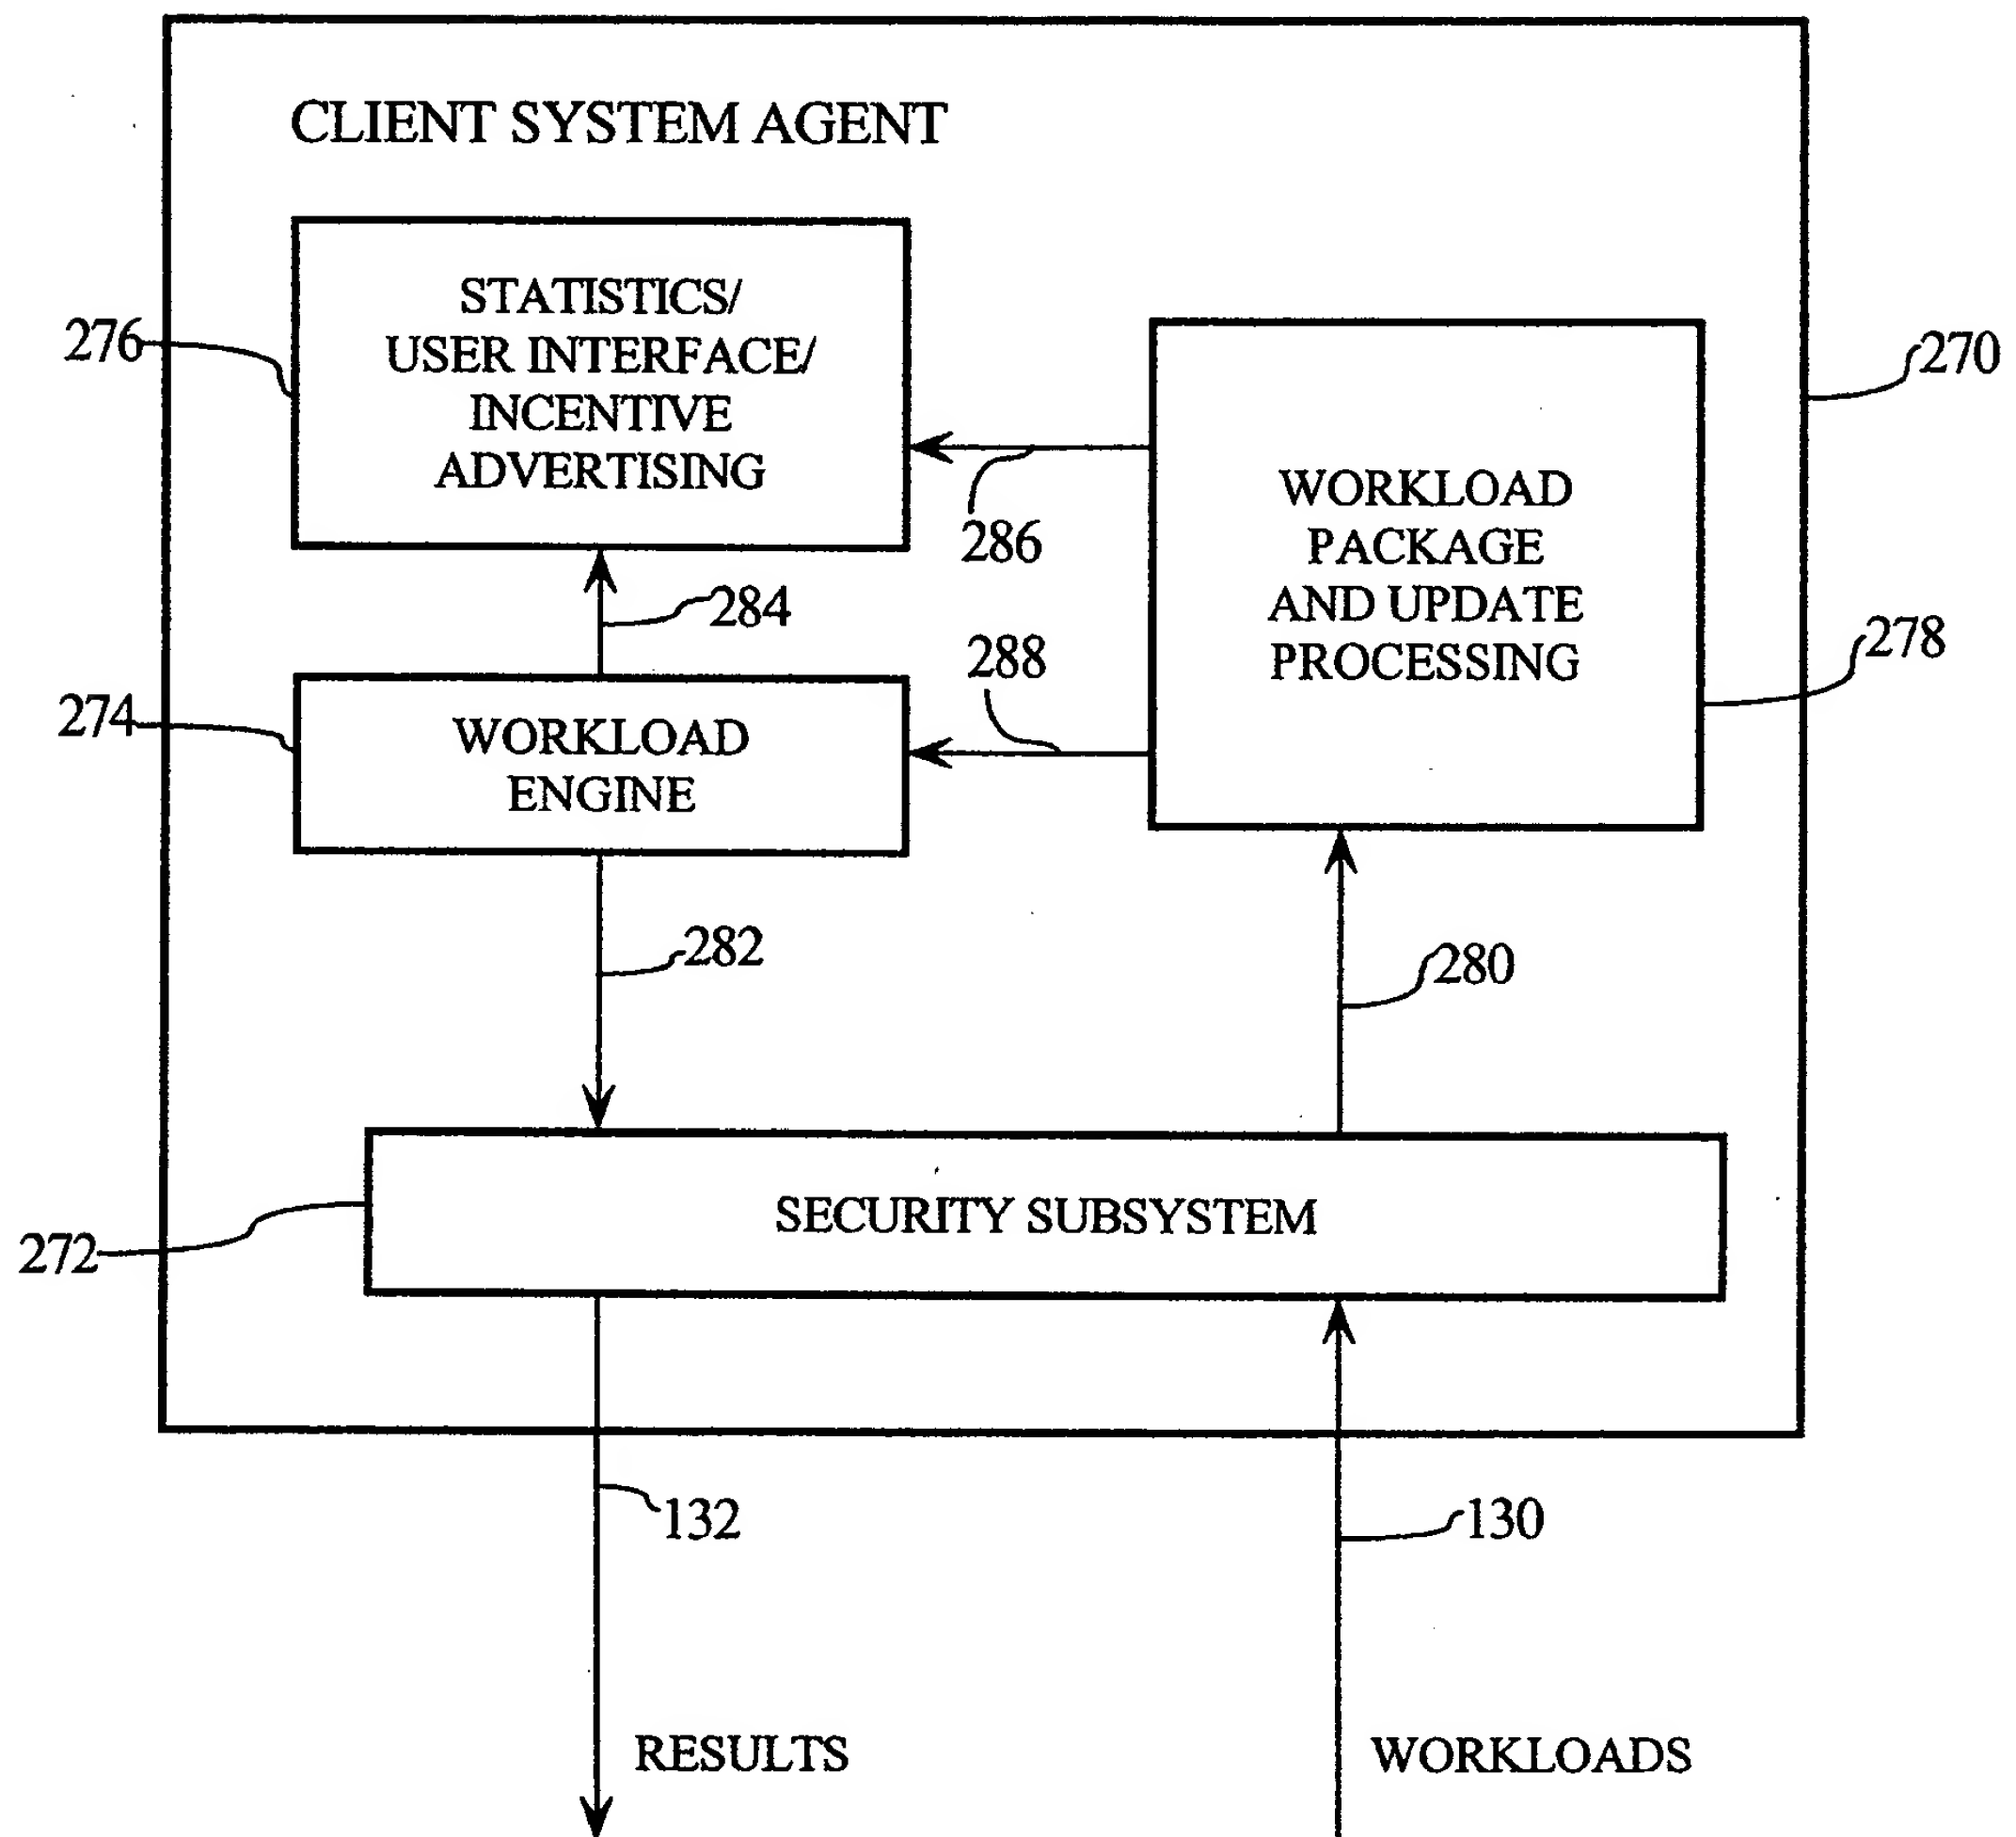 CLIENT SYSTEM AGENT
STATISTICS/
USER INTERFACE/
INCENTIVE
ADVERTISING
276
270
WORKLOAD
PACKAGE
AND UPDATE
PROCESSING
286
284
288
278
274
WORKLOAD
ENGINE
282
280
SECURITY SUBSYSTEM
272
132
130
RESULTS
WORKLOADS